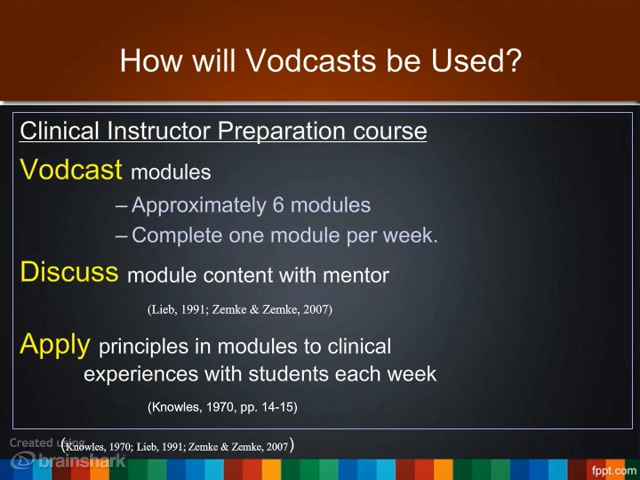 How will Vodcasts be Used?
Clinical Instructor Preparation course
Vodcast modules
– Approximately 6 modules
– Complete one module per week.
Discuss module content with mentor
(Lieb, 1991; Zemke & Zemke, 2007)
Apply principles in modules to clinical
experiences with students each week
(Knowles, 1970, pp. 14-15)
Created using
(Knowles, 1970; Lieb, 1991; Zemke & Zemke, 2007)
brainshark
fppt.com